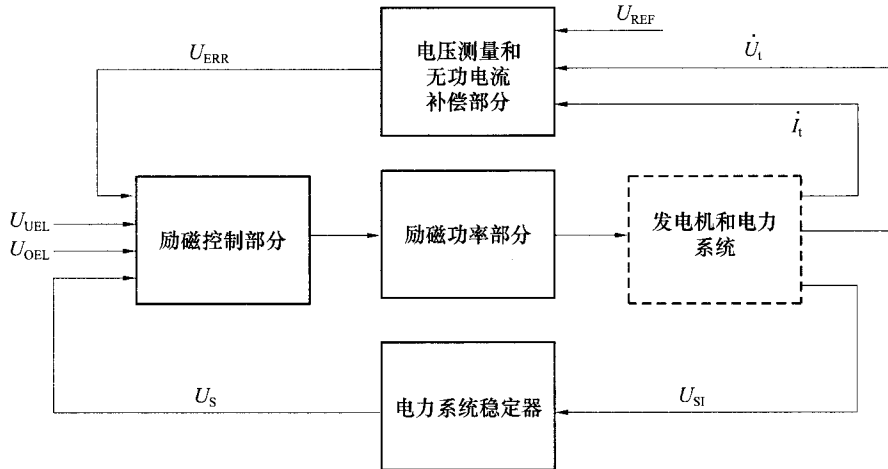 U_REF
U_ERR
电压测量和
无功电流
补偿部分
U̇_t
İ_t
U_UEL
U_OEL
励磁控制部分
励磁功率部分
发电机和电力
系统
U_S
电力系统稳定器
U_SI